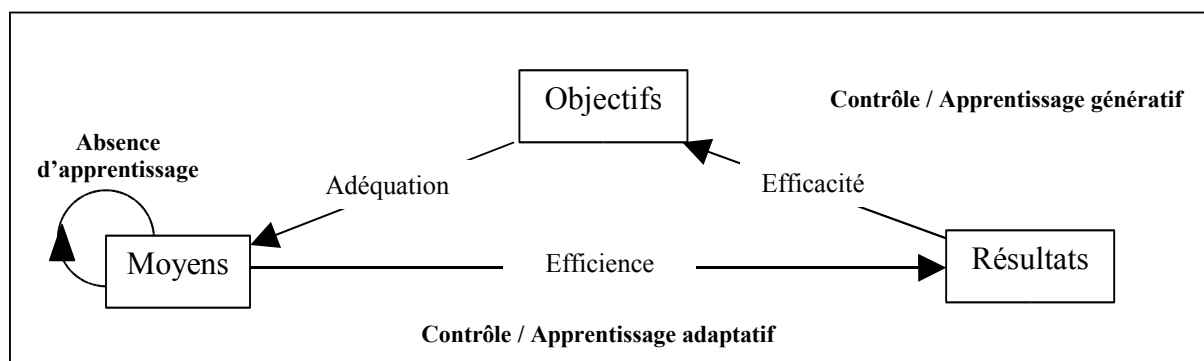 Objectifs
Contrôle / Apprentissage génératif
Absence
d'apprentissage
Adéquation
Efficacité
Moyens
Efficience
Résultats
Contrôle / Apprentissage adaptatif